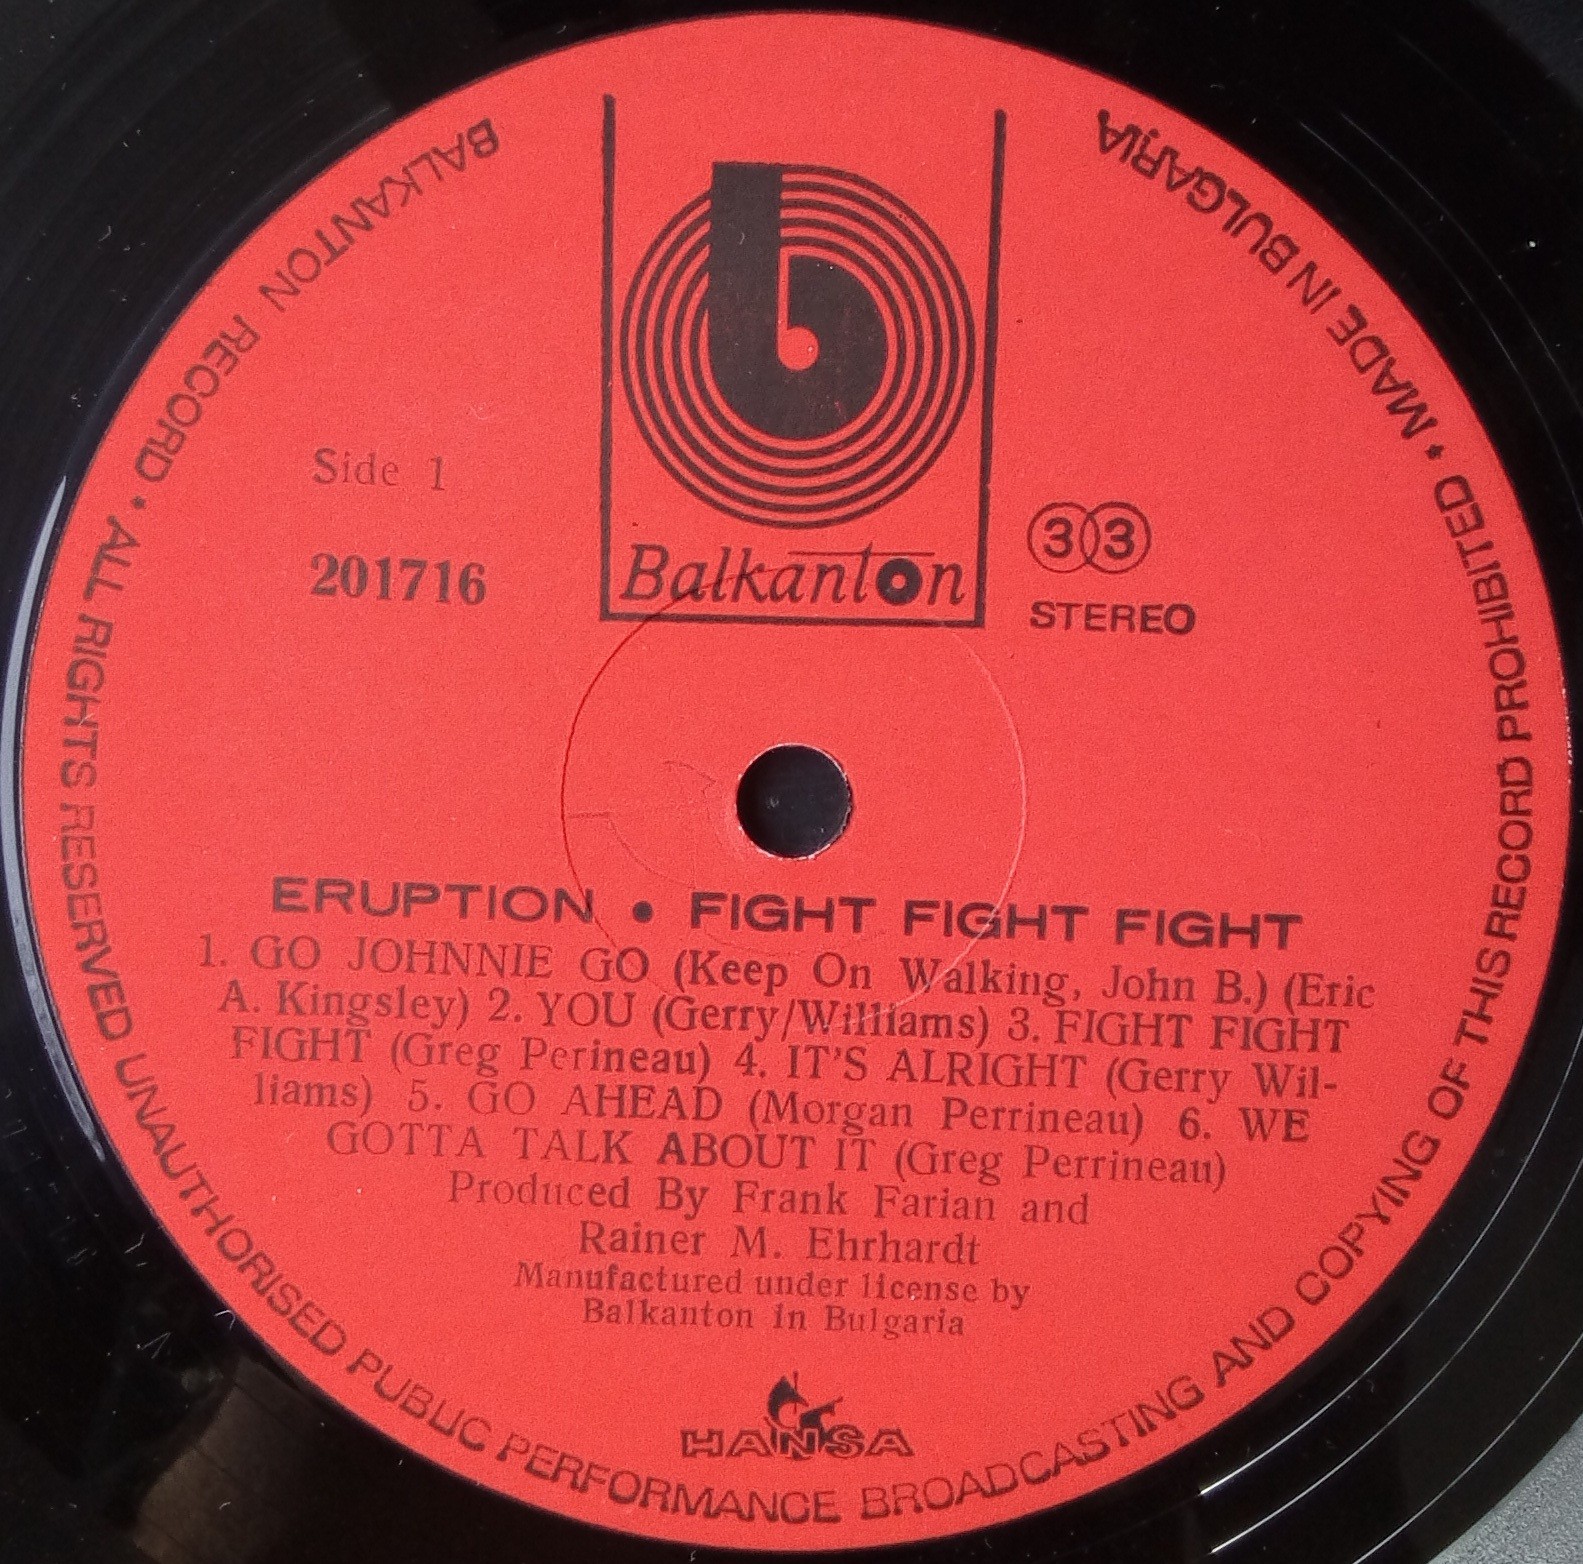 BALKANTON RECORD • ALL RIGHTS RESERVED UNAUTHORISED PUBLIC PERFORMANCE BROADCASTING AND COPYING OF THIS RECORD PROHIBITED • MADE IN BULGARIA
b
Balkanton
Side 1
201716
33
STEREO
ERUPTION • FIGHT FIGHT FIGHT
1. GO JOHNNIE GO (Keep On Walking, John B.) (Eric
A. Kingsley) 2. YOU (Gerry/Williams) 3. FIGHT FIGHT
FIGHT (Greg Perineau) 4. IT'S ALRIGHT (Gerry Wil-
liams) 5. GO AHEAD (Morgan Perrineau) 6. WE
GOTTA TALK ABOUT IT (Greg Perrineau)
Produced By Frank Farian and
Rainer M. Ehrhardt
Manufactured under license by
Balkanton in Bulgaria
HANSA